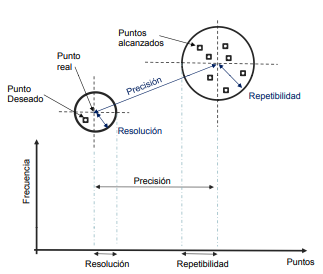 Puntos
alcanzados
Punto
real
Precisión
Punto
Deseado
Repetibilidad
Resolución
Frecuencia
Precisión
Puntos
Resolución
Repetibilidad